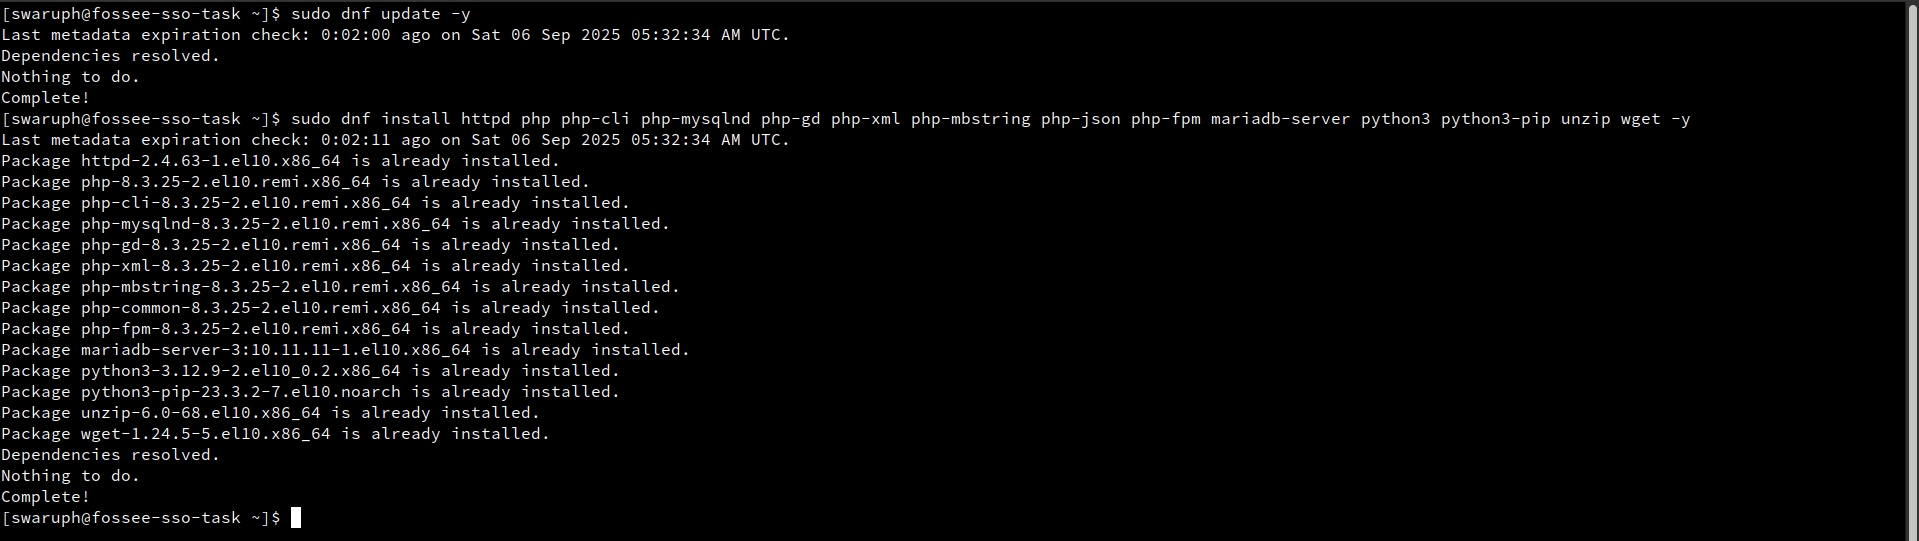 [swaruph@fossee-sso-task ~]$ sudo dnf update -y
Last metadata expiration check: 0:02:00 ago on Sat 06 Sep 2025 05:32:34 AM UTC.
Dependencies resolved.
Nothing to do.
Complete!
[swaruph@fossee-sso-task ~]$ sudo dnf install httpd php php-cli php-mysqlnd php-gd php-xml php-mbstring php-json php-fpm mariadb-server python3 python3-pip unzip wget -y
Last metadata expiration check: 0:02:11 ago on Sat 06 Sep 2025 05:32:34 AM UTC.
Package httpd-2.4.63-1.el10.x86_64 is already installed.
Package php-8.3.25-2.el10.remi.x86_64 is already installed.
Package php-cli-8.3.25-2.el10.remi.x86_64 is already installed.
Package php-mysqlnd-8.3.25-2.el10.remi.x86_64 is already installed.
Package php-gd-8.3.25-2.el10.remi.x86_64 is already installed.
Package php-xml-8.3.25-2.el10.remi.x86_64 is already installed.
Package php-mbstring-8.3.25-2.el10.remi.x86_64 is already installed.
Package php-common-8.3.25-2.el10.remi.x86_64 is already installed.
Package php-fpm-8.3.25-2.el10.remi.x86_64 is already installed.
Package mariadb-server-3:10.11.11-1.el10.x86_64 is already installed.
Package python3-3.12.9-2.el10_0.2.x86_64 is already installed.
Package python3-pip-23.3.2-7.el10.noarch is already installed.
Package unzip-6.0-68.el10.x86_64 is already installed.
Package wget-1.24.5-5.el10.x86_64 is already installed.
Dependencies resolved.
Nothing to do.
Complete!
[swaruph@fossee-sso-task ~]$